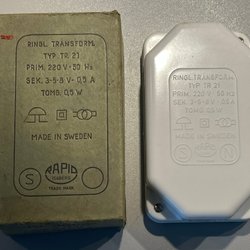 RINGL. TRANSFORM.
TYP TR 21
PRIM. 220 V - 50 Hz
SEK. 3-5-8 V - 0,5 A
TOMG. 0,5 W
MADE IN SWEDEN
S
RAPID
TRADE MARK
N
RINGL. TRANSFORM.
TYP TR 21
PRIM. 220 V - 50 Hz
SEK. 3-5-8 V - 0,5 A
TOMG. 0,5 W
MADE IN SWEDEN
S
RAPID
N